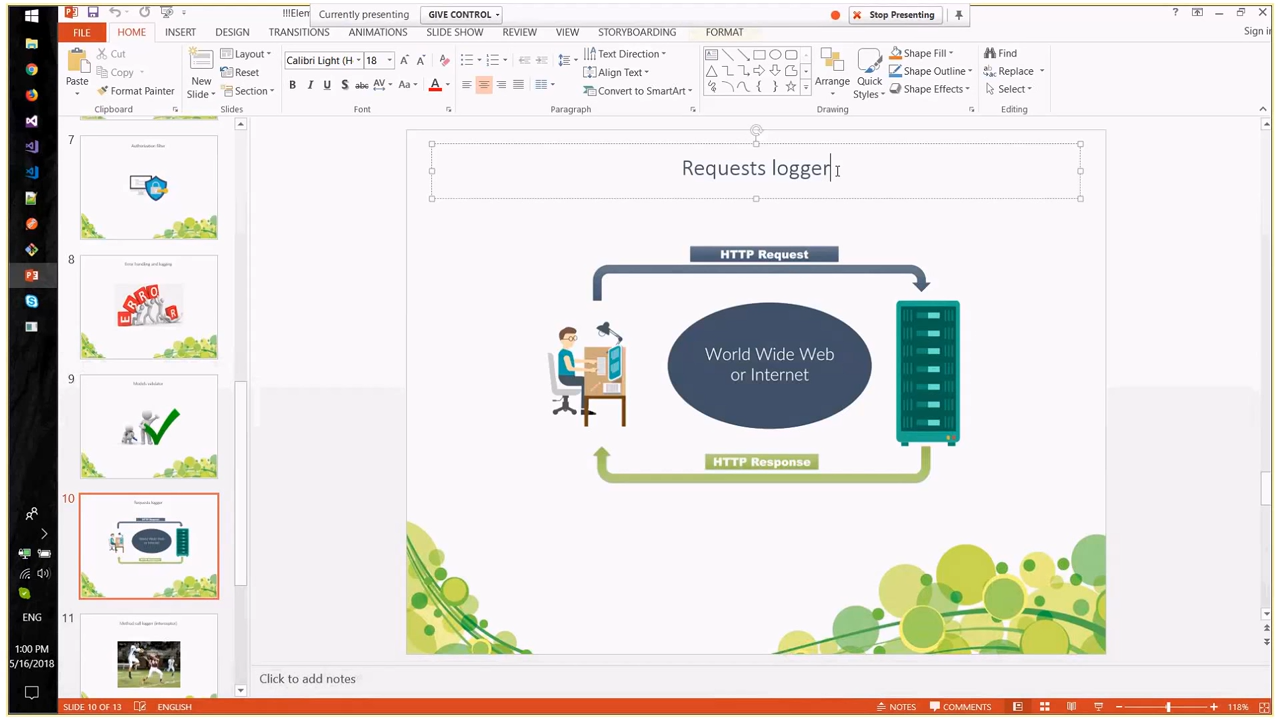 !!!Elem
Currently presenting
GIVE CONTROL
Stop Presenting
?
Sign in
FILE
HOME
INSERT
DESIGN
TRANSITIONS
ANIMATIONS
SLIDE SHOW
REVIEW
VIEW
STORYBOARDING
FORMAT
Paste
Cut
Copy
Format Painter
Clipboard
New
Slide
Layout
Reset
Section
Slides
Calibri Light (H
18
Font
Paragraph
Text Direction
Align Text
Convert to SmartArt
Drawing
Arrange
Quick
Styles
Shape Fill
Shape Outline
Shape Effects
Find
Replace
Select
Editing
7
Authorization filter
8
Error handling and logging
ERROR
9
Models validator
10
Requests logger
11
Method call logger (Interceptor)
Requests logger
HTTP Request
World Wide Web
or Internet
HTTP Response
Click to add notes
ENG
1:00 PM
5/16/2018
SLIDE 10 OF 13
ENGLISH
NOTES
COMMENTS
118%